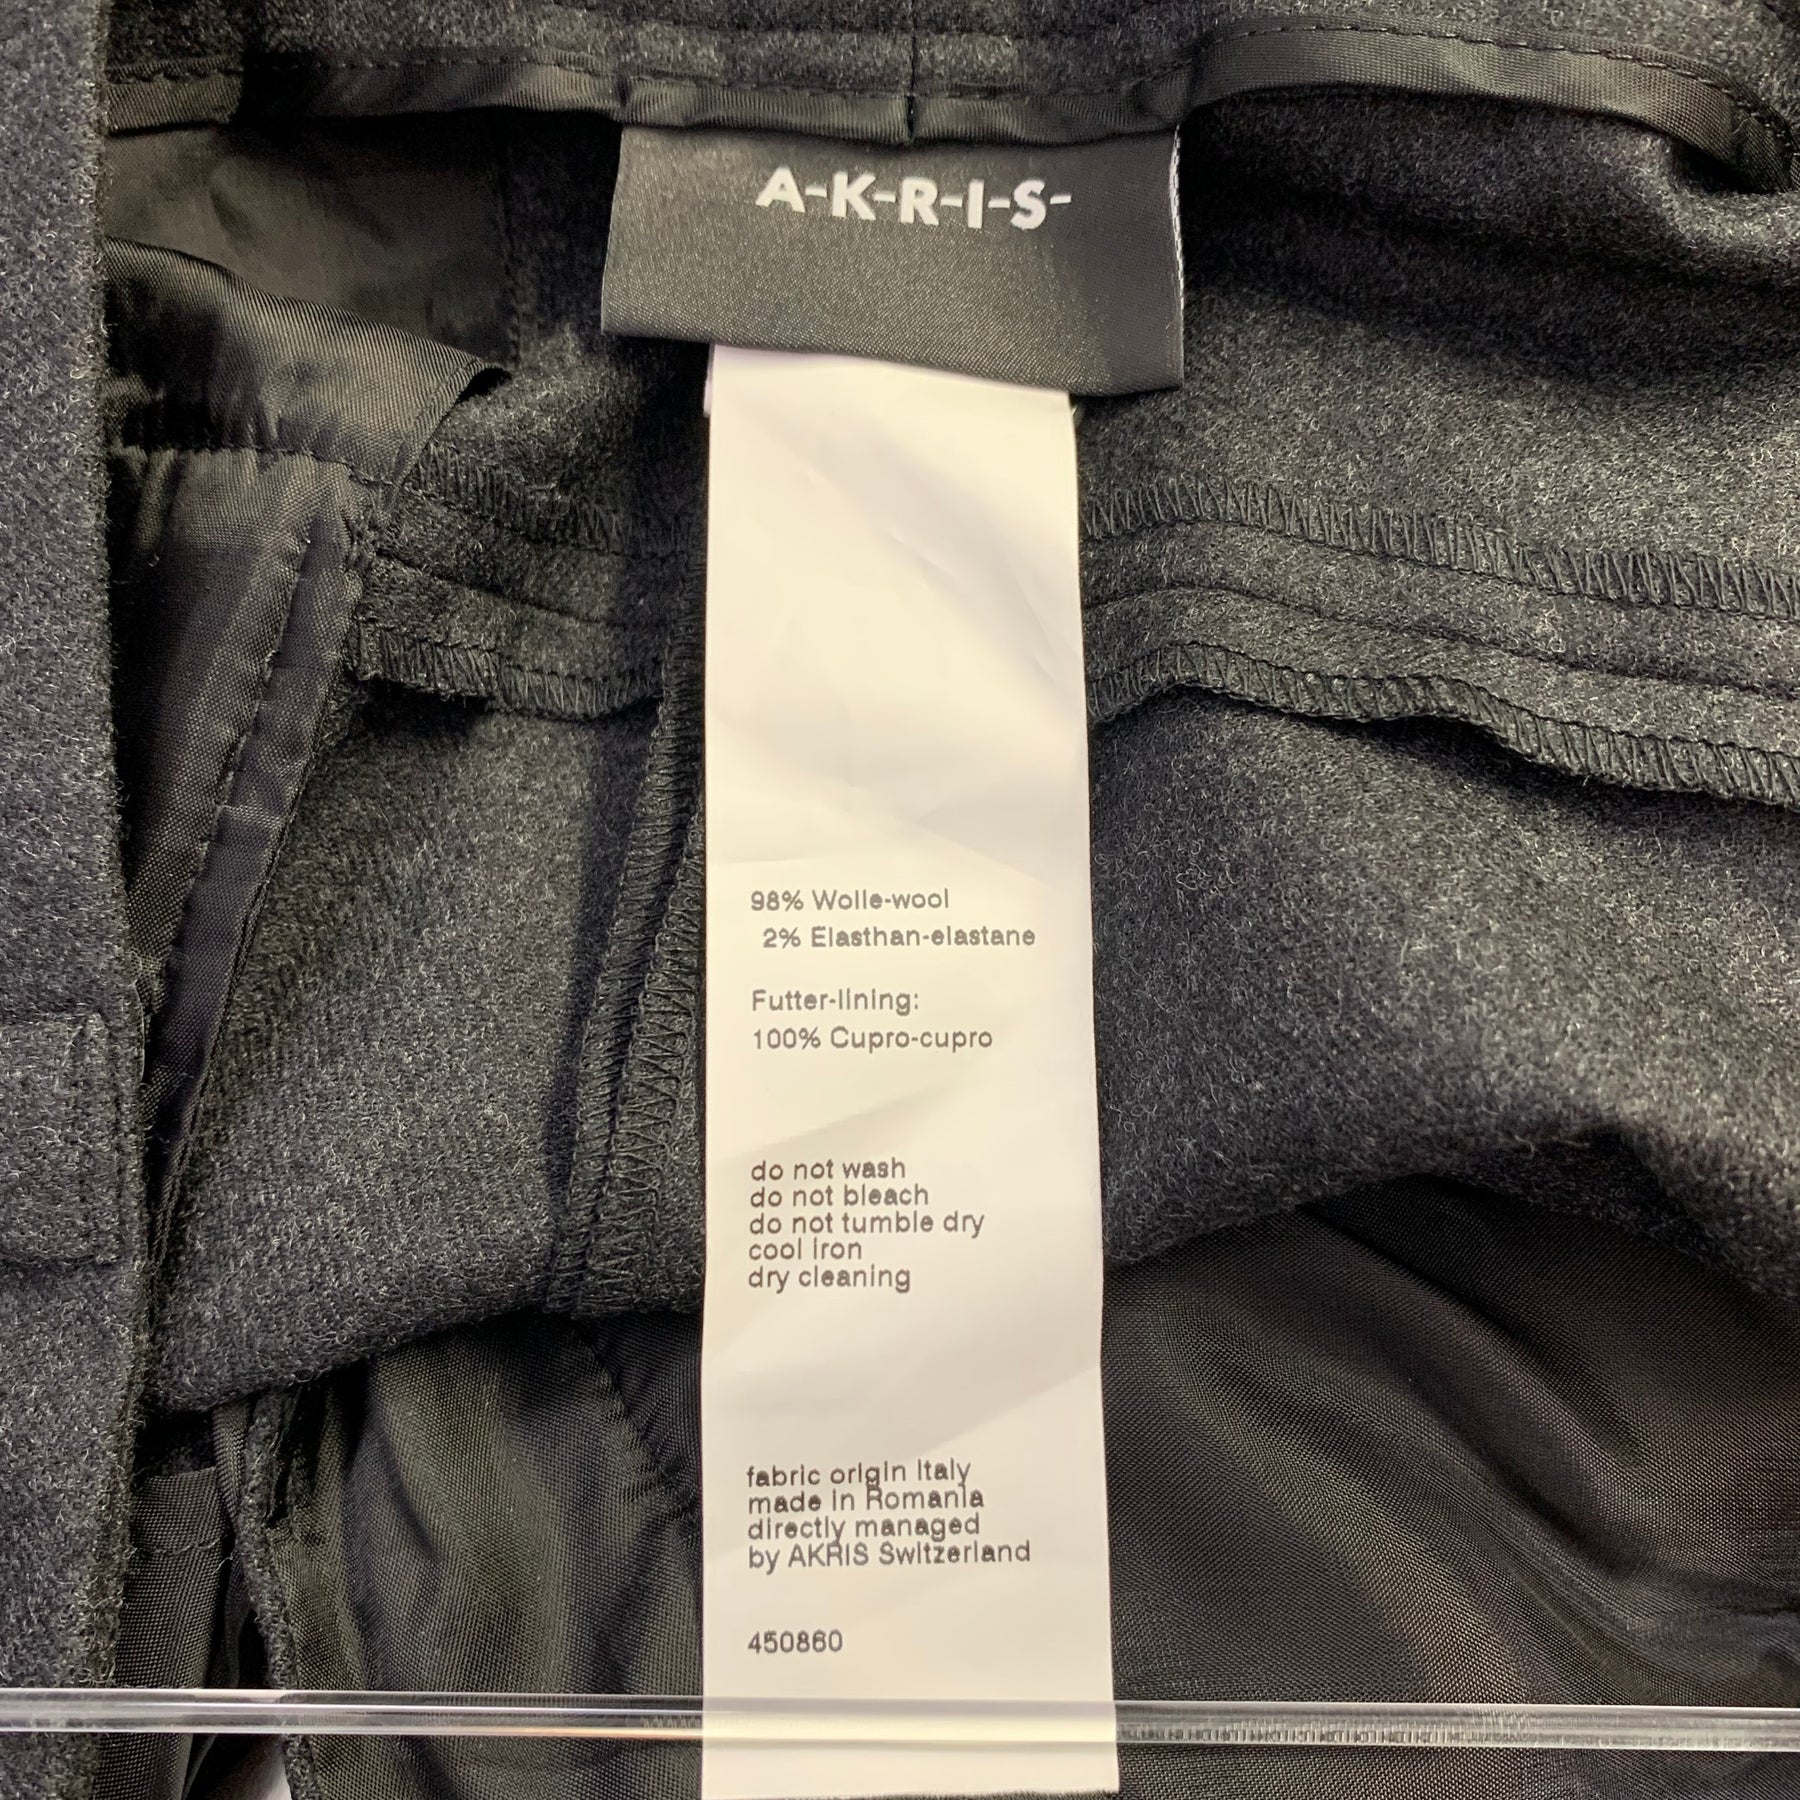 A-K-R-I-S-
98% Wolle-wool
2% Elasthan-elastane
Futter-lining:
100% Cupro-cupro
do not wash
do not bleach
do not tumble dry
cool iron
dry cleaning
fabric origin Italy
made in Romania
directly managed
by AKRIS Switzerland
450860